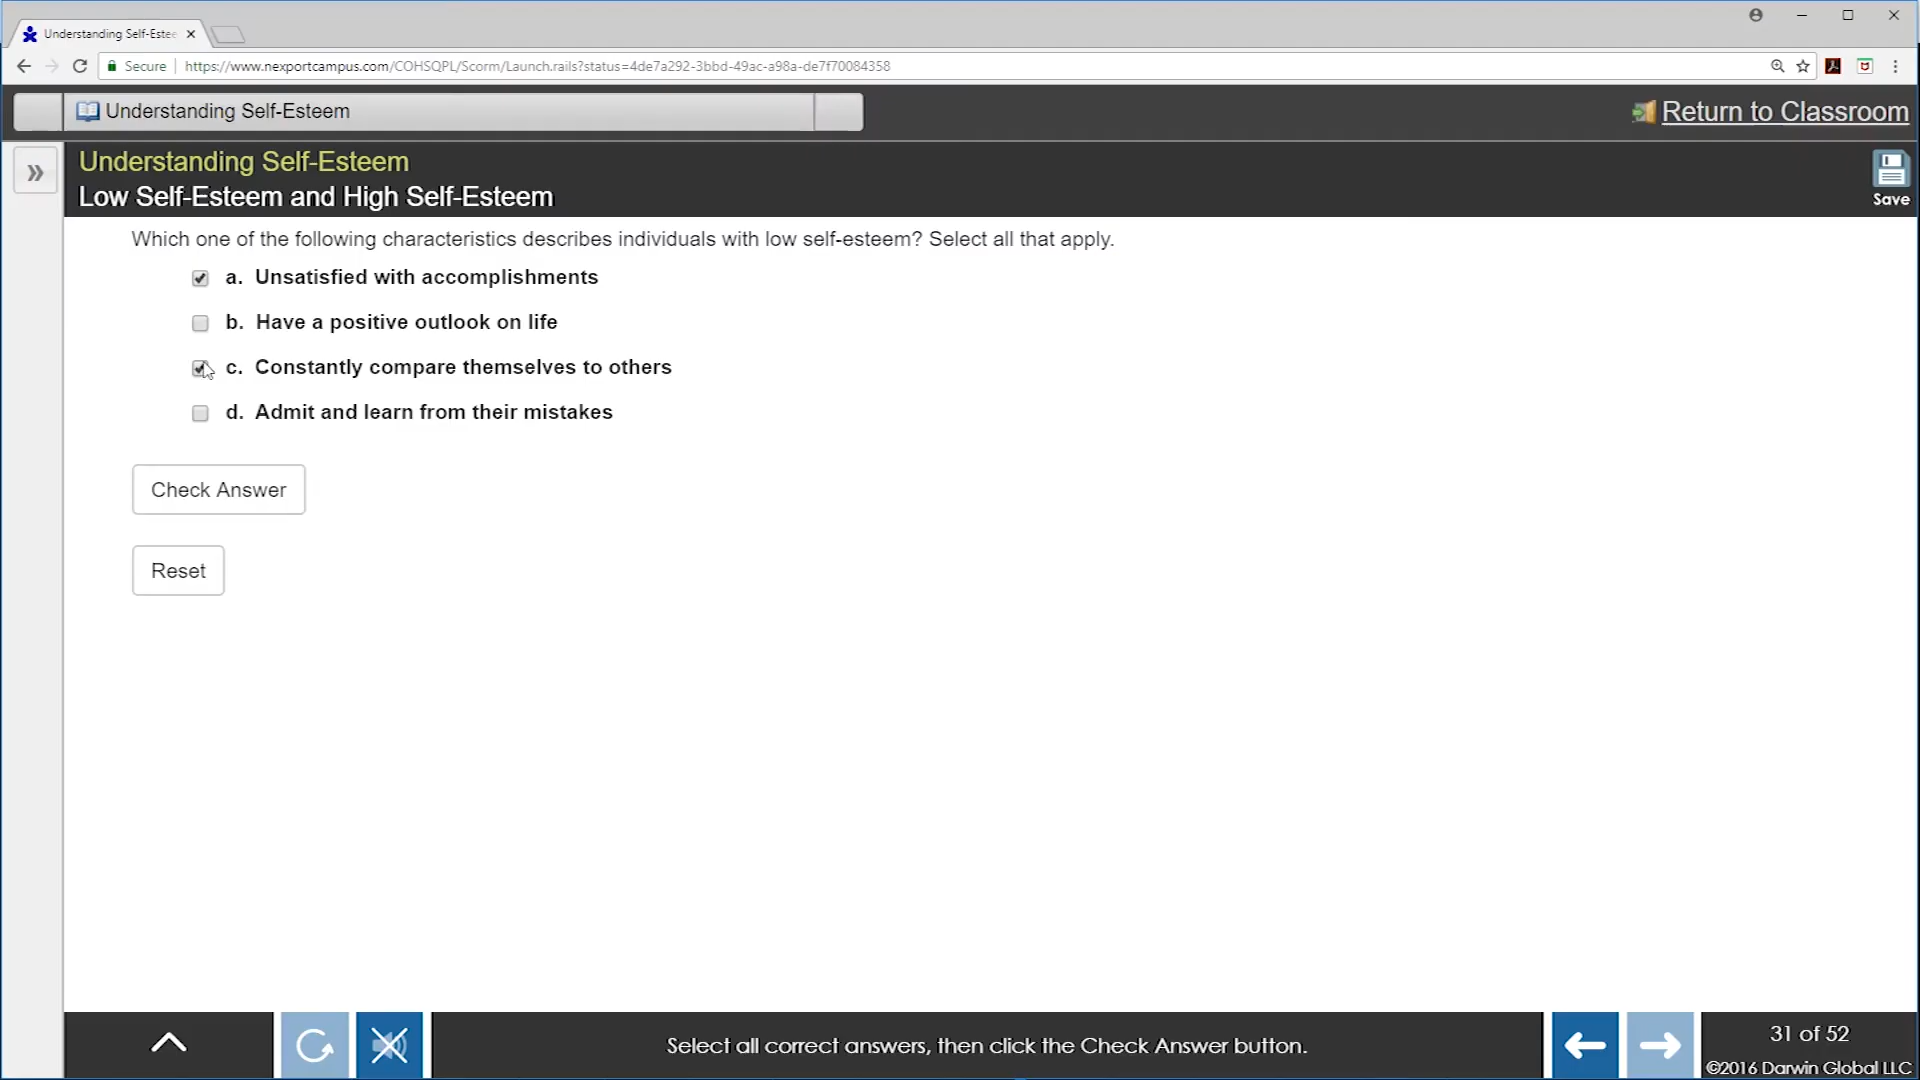 Understanding Self-Estee
Secure
https://www.nexportcampus.com/COHSQPL/Scorm/Launch.rails?status=4de7a292-3bbd-49ac-a98a-de7f70084358
Understanding Self-Esteem
Return to Classroom
Understanding Self-Esteem
Low Self-Esteem and High Self-Esteem
Save
Which one of the following characteristics describes individuals with low self-esteem? Select all that apply.
a. Unsatisfied with accomplishments
b. Have a positive outlook on life
c. Constantly compare themselves to others
d. Admit and learn from their mistakes
Check Answer
Reset
Select all correct answers, then click the Check Answer button.
31 of 52
©2016 Darwin Global LLC